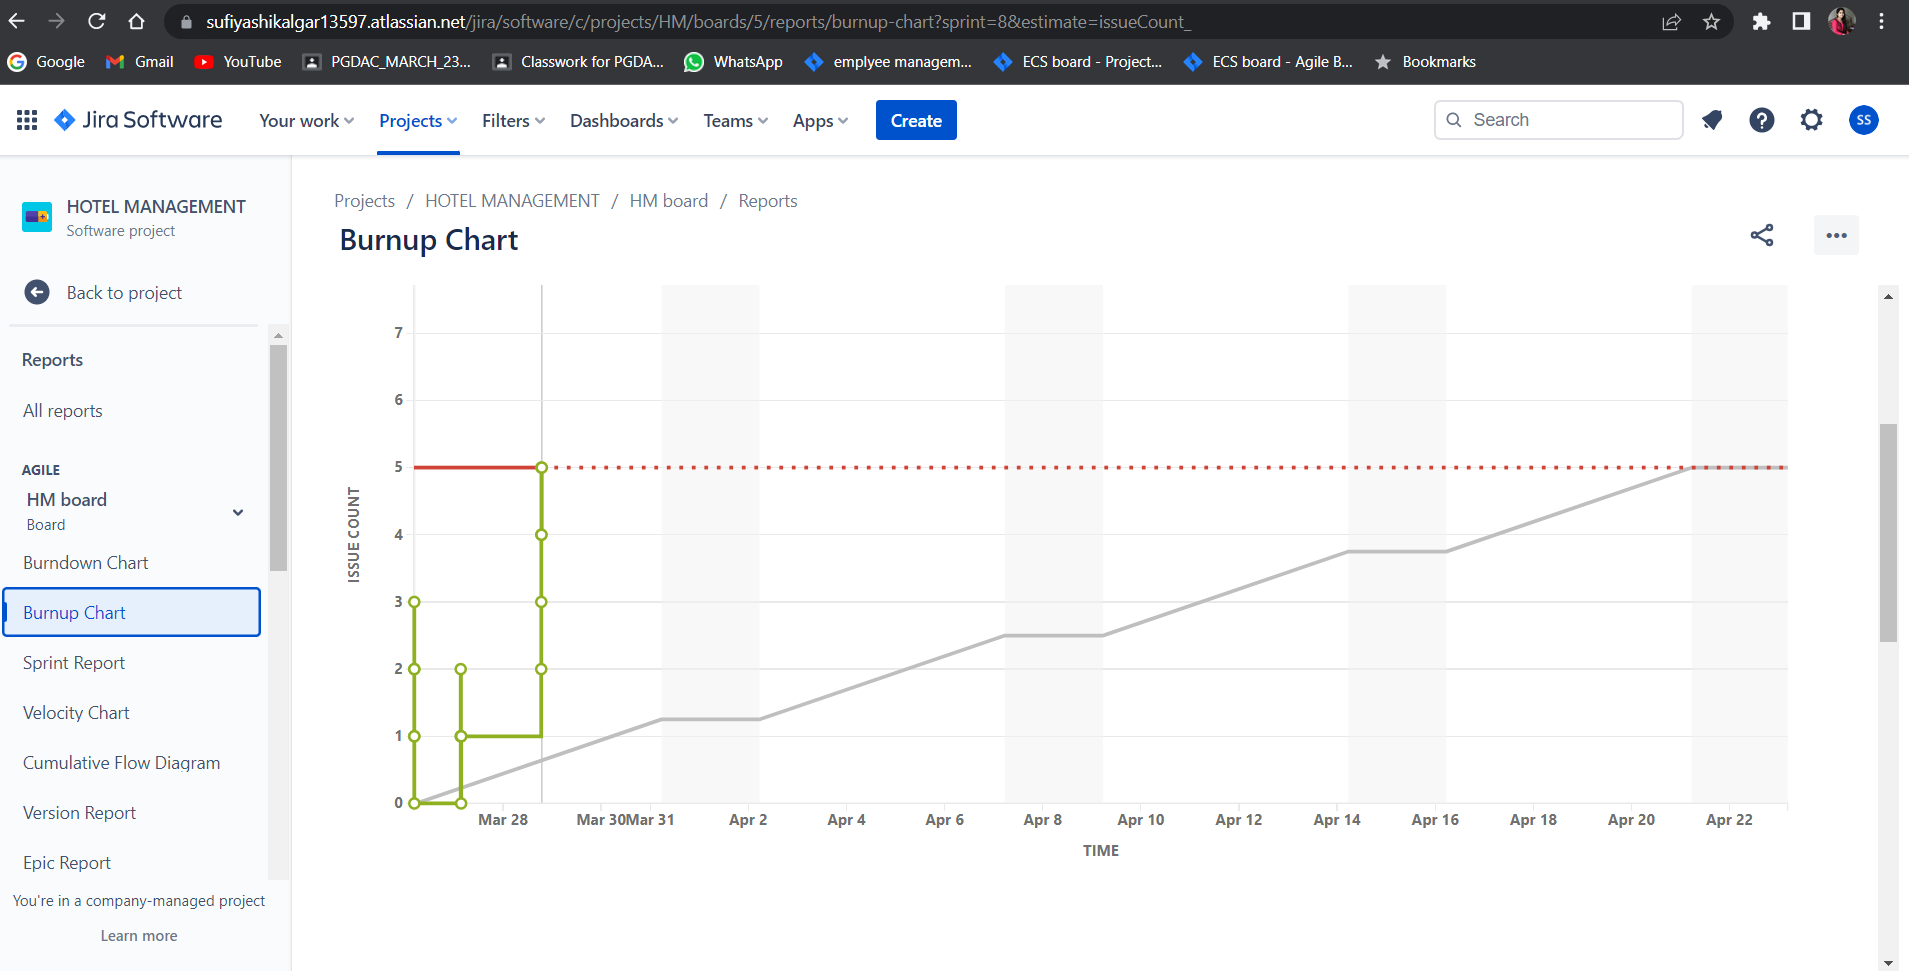 sufiyashikalgar13597.atlassian.net/jira/software/c/projects/HM/boards/5/reports/burnup-chart?sprint=8&estimate=issueCount_
Google Gmail YouTube PGDAC_MARCH_23... Classwork for PGDA... WhatsApp emplyee managem... ECS board - Project... ECS board - Agile B... Bookmarks
Jira Software Your work Projects Filters Dashboards Teams Apps Create Search SS
HOTEL MANAGEMENT
Software project
Back to project
Reports
All reports
AGILE
HM board
Board
Burndown Chart
Burnup Chart
Sprint Report
Velocity Chart
Cumulative Flow Diagram
Version Report
Epic Report
You're in a company-managed project
Learn more
Projects / HOTEL MANAGEMENT / HM board / Reports
Burnup Chart
7
6
5
4
3
2
1
0
ISSUE COUNT
Mar 28 Mar 30 Mar 31 Apr 2 Apr 4 Apr 6 Apr 8 Apr 10 Apr 12 Apr 14 Apr 16 Apr 18 Apr 20 Apr 22
TIME